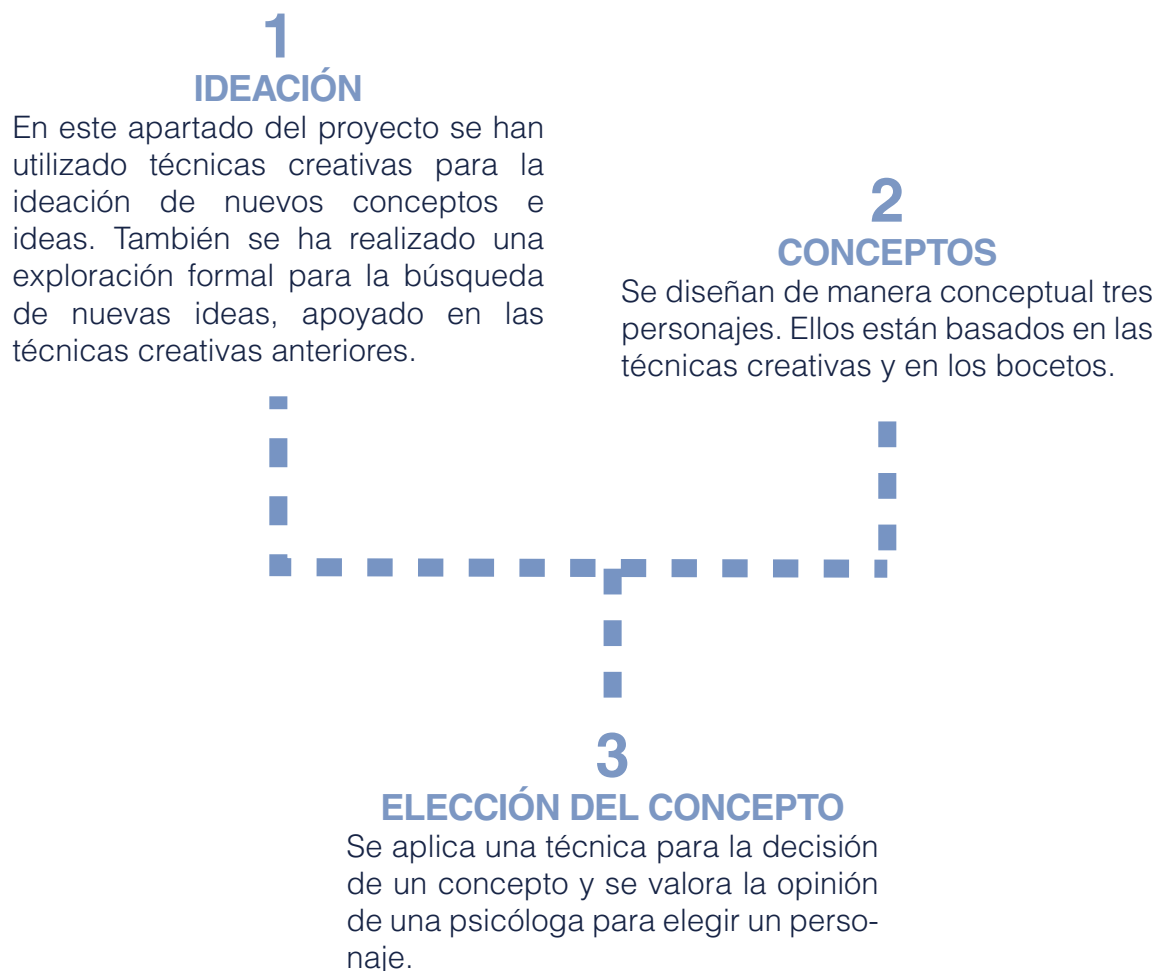 1
IDEACIÓN
En este apartado del proyecto se han
utilizado técnicas creativas para la
ideación de nuevos conceptos e
ideas. También se ha realizado una
exploración formal para la búsqueda
de nuevas ideas, apoyado en las
técnicas creativas anteriores.
2
CONCEPTOS
Se diseñan de manera conceptual tres
personajes. Ellos están basados en las
técnicas creativas y en los bocetos.
3
ELECCIÓN DEL CONCEPTO
Se aplica una técnica para la decisión
de un concepto y se valora la opinión
de una psicóloga para elegir un perso-
naje.